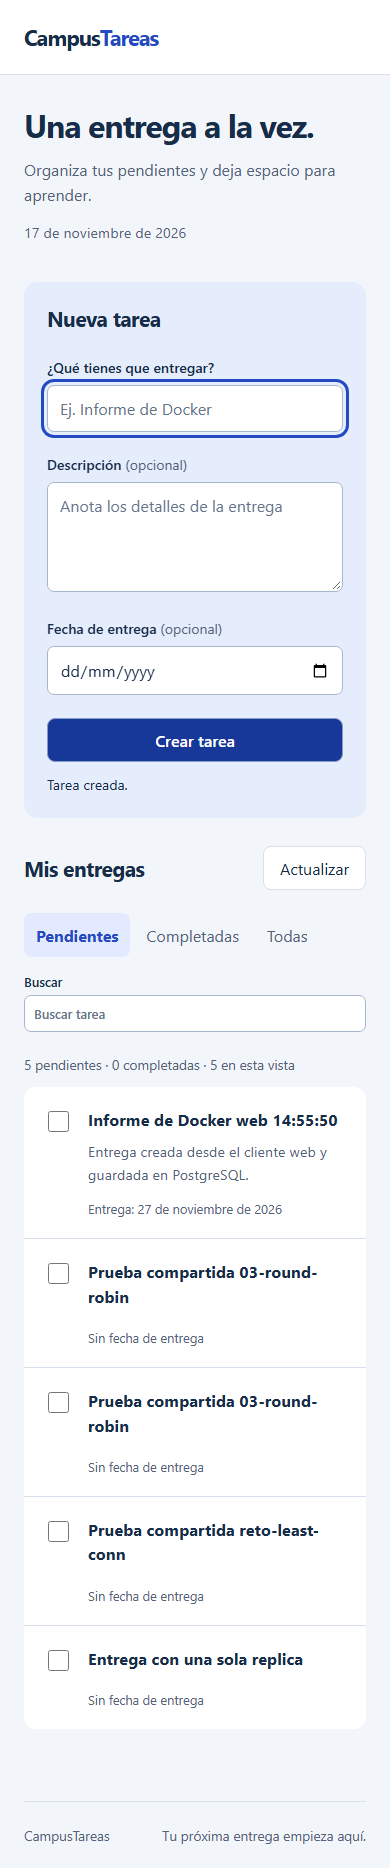 CampusTareas
Una entrega a la vez.
Organiza tus pendientes y deja espacio para
aprender.
17 de noviembre de 2026
Nueva tarea
¿Qué tienes que entregar?
Ej. Informe de Docker
Descripción (opcional)
Anota los detalles de la entrega
Fecha de entrega (opcional)
dd/mm/yyyy
Crear tarea
Tarea creada.
Mis entregas
Actualizar
Pendientes
Completadas
Todas
Buscar
Buscar tarea
5 pendientes · 0 completadas · 5 en esta vista
Informe de Docker web 14:55:50
Entrega creada desde el cliente web y
guardada en PostgreSQL.
Entrega: 27 de noviembre de 2026
Prueba compartida 03-round-
robin
Sin fecha de entrega
Prueba compartida 03-round-
robin
Sin fecha de entrega
Prueba compartida reto-least-
conn
Sin fecha de entrega
Entrega con una sola replica
Sin fecha de entrega
CampusTareas
Tu próxima entrega empieza aquí.